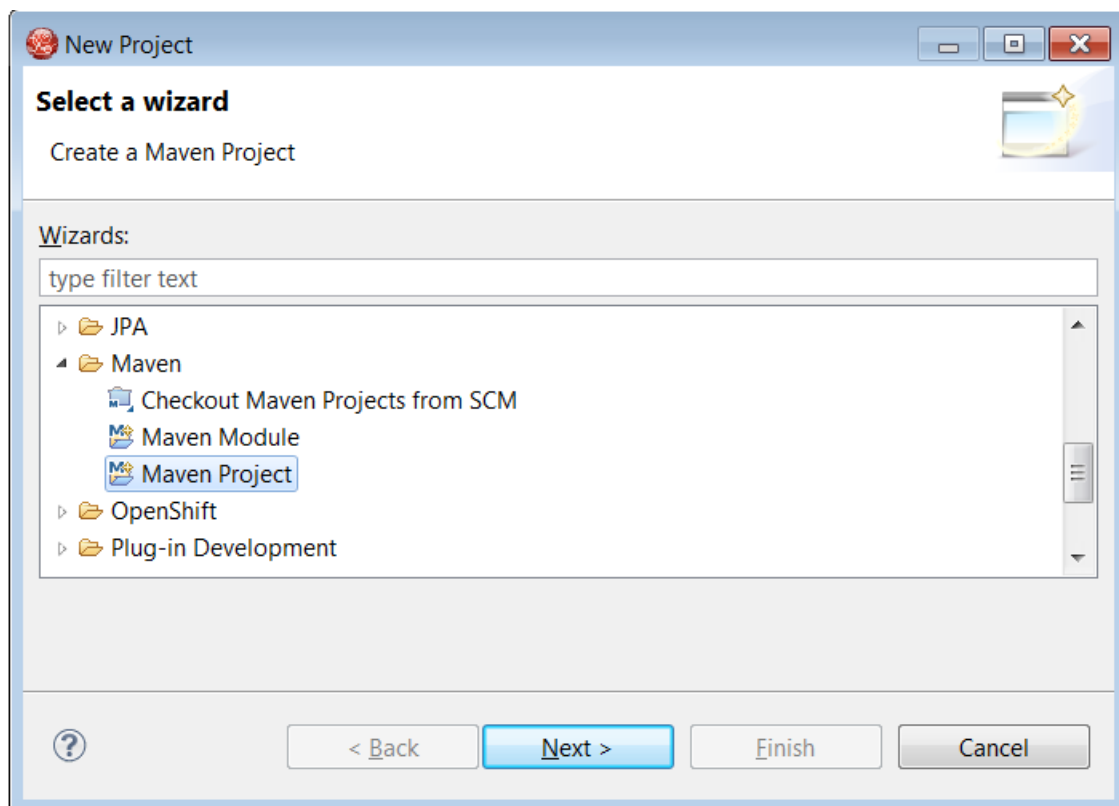 New Project
Select a wizard
Create a Maven Project
Wizards:
type filter text
JPA
Maven
Checkout Maven Projects from SCM
Maven Module
Maven Project
OpenShift
Plug-in Development
? < Back Next > Finish Cancel